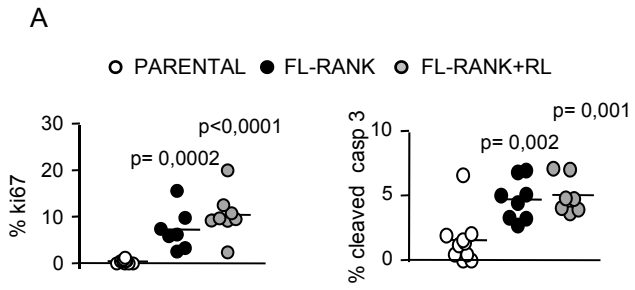 A
PARENTAL FL-RANK FL-RANK+RL
% ki67
30
20
10
0
p= 0,0002
p<0,0001
% cleaved casp 3
10
5
0
p= 0,002
p= 0,001